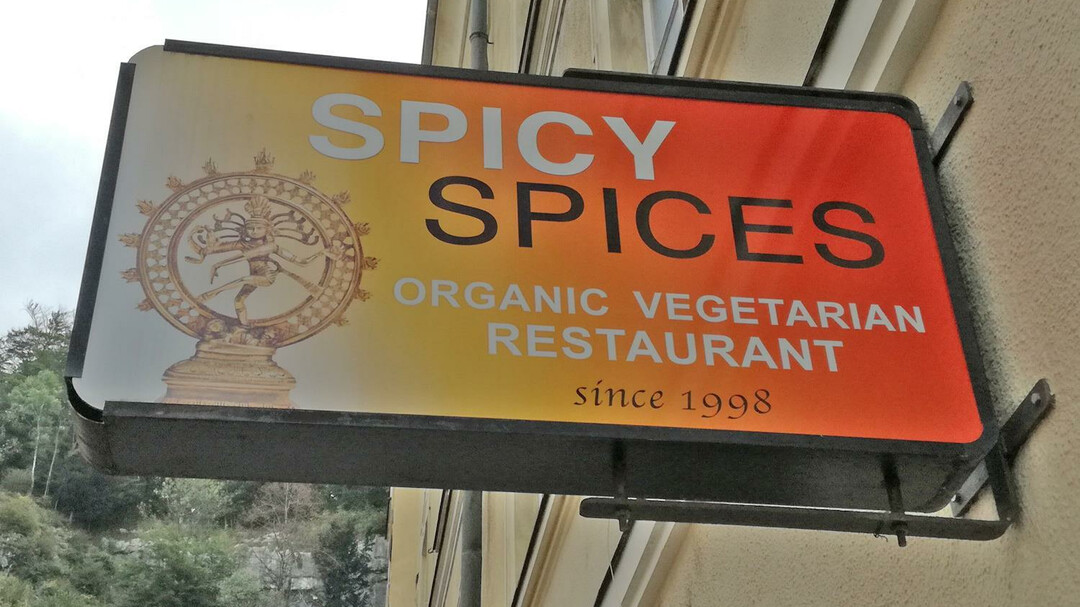 SPICY
SPICES
ORGANIC VEGETARIAN
RESTAURANT
since 1998